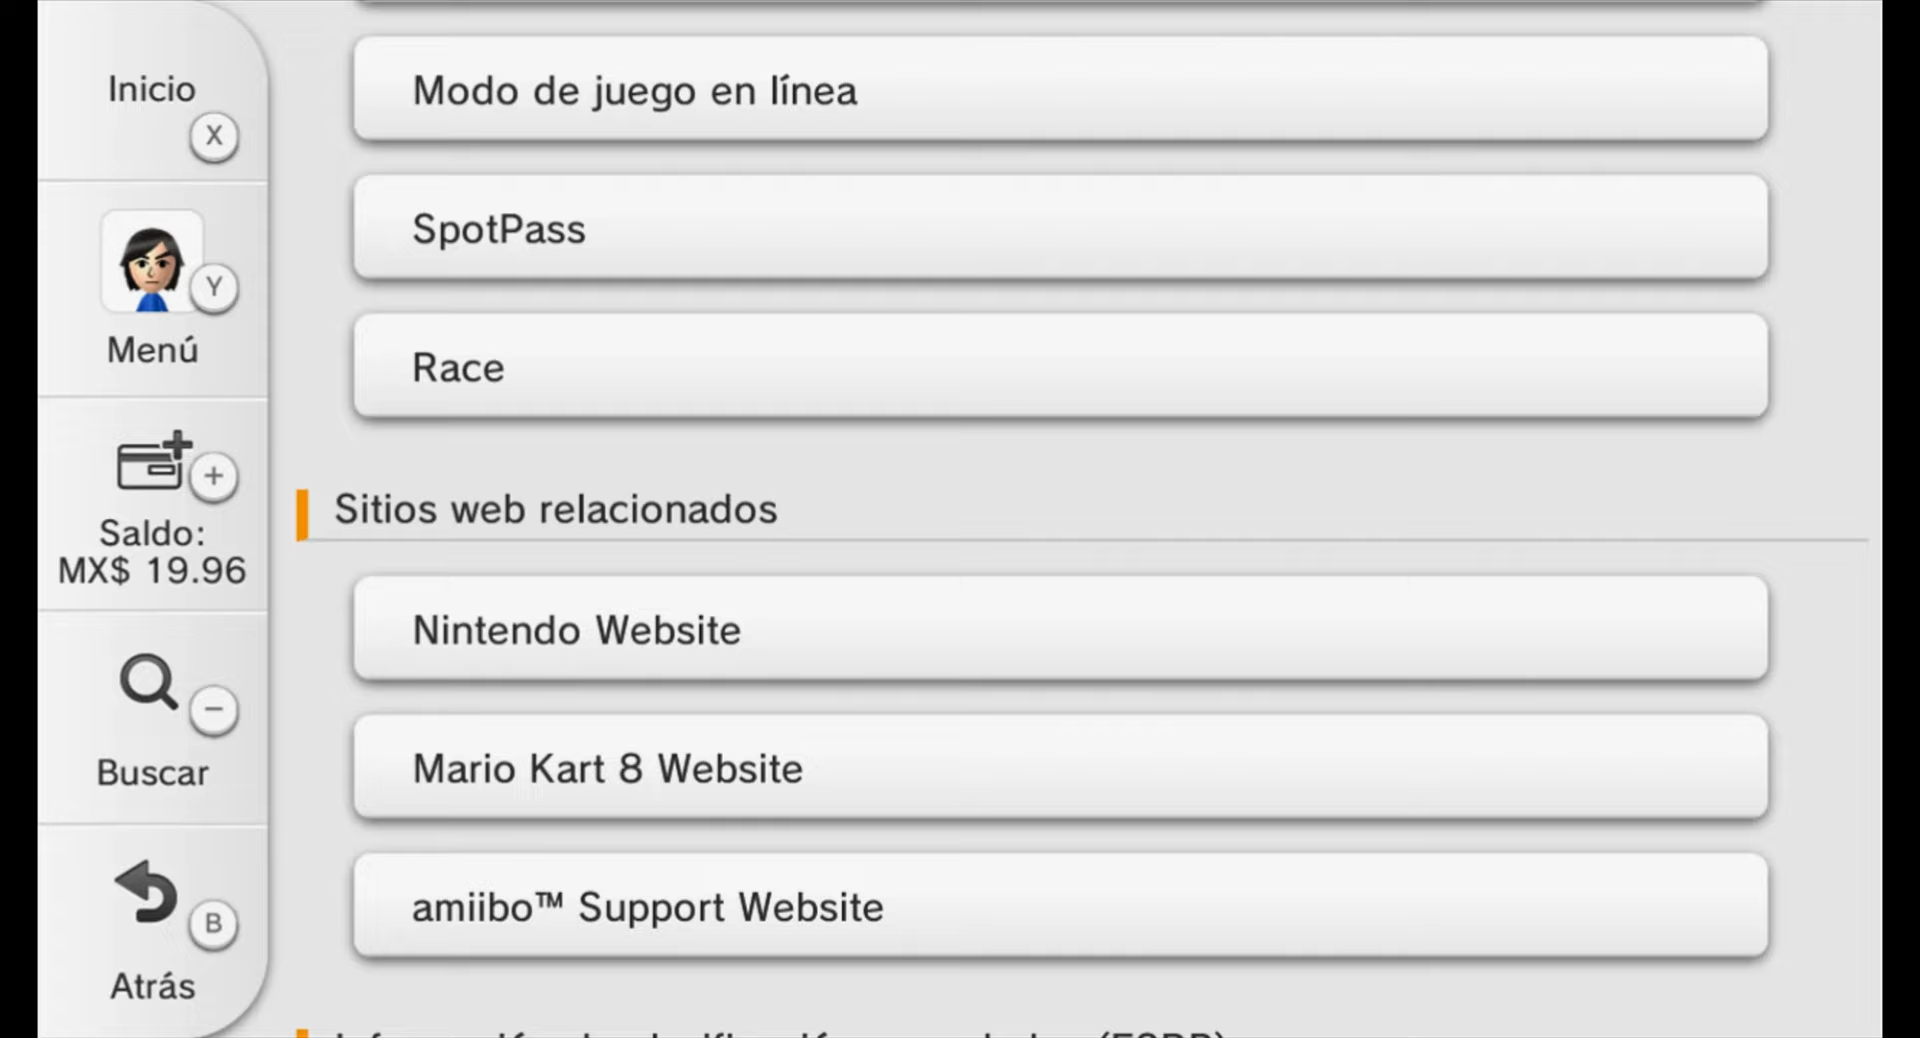 Inicio
X
Y
Menú
+
Saldo:
MX$ 19.96
−
Buscar
B
Atrás
Modo de juego en línea
SpotPass
Race
Sitios web relacionados
Nintendo Website
Mario Kart 8 Website
amiibo™ Support Website